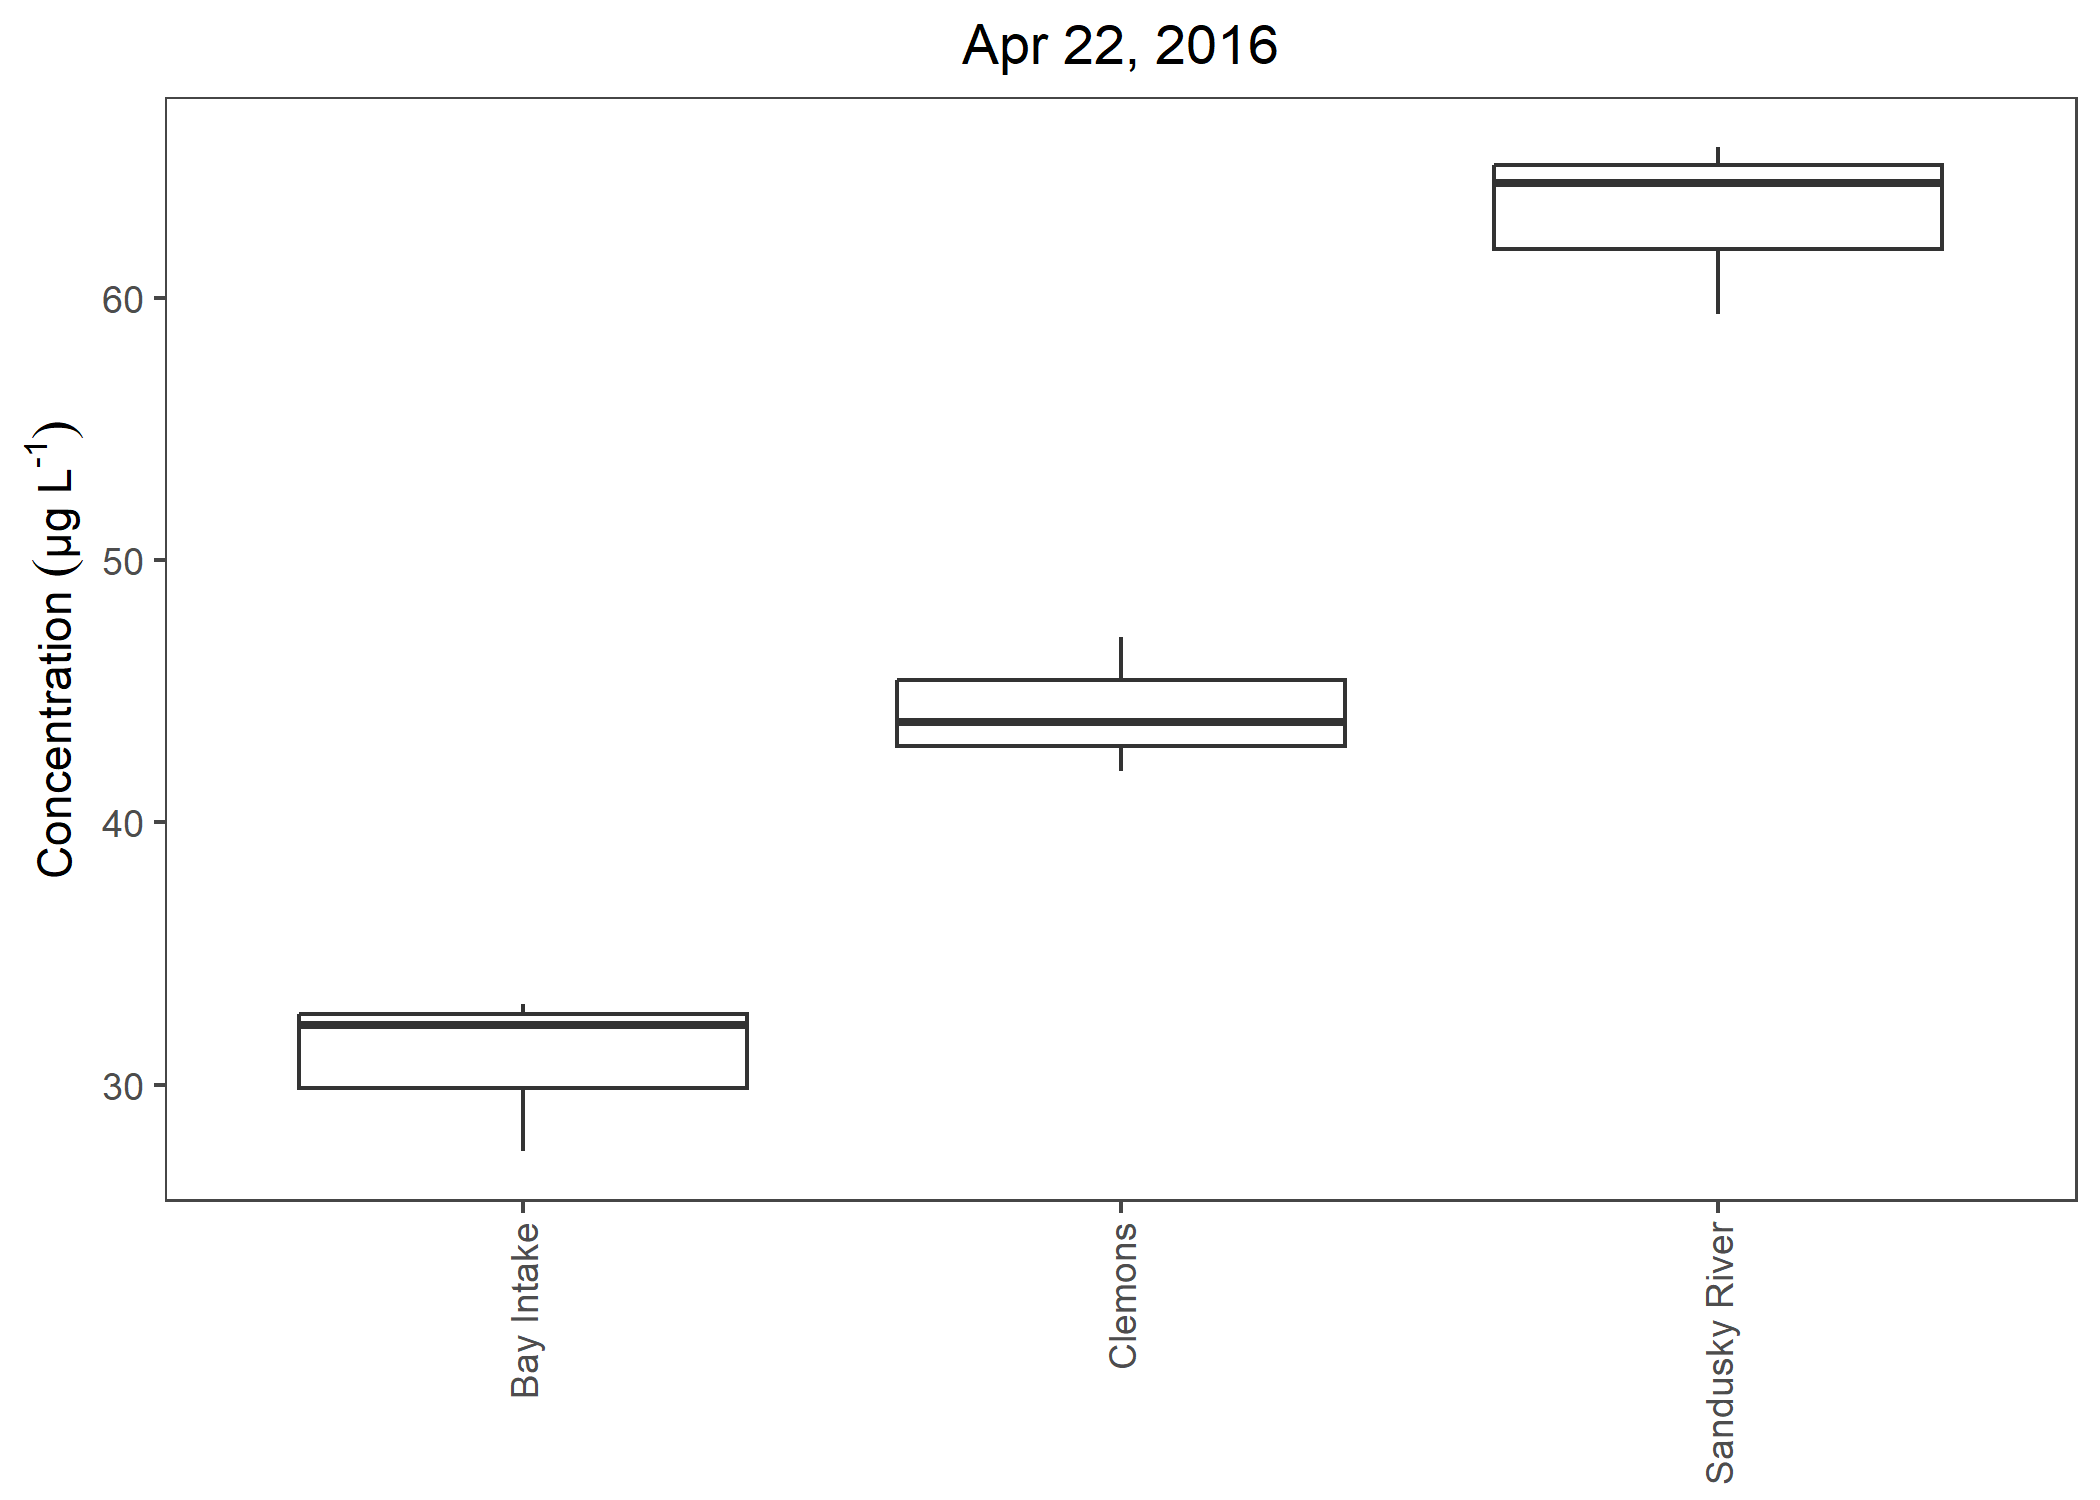 Apr 22, 2016
Concentration (µg L⁻¹)
60
50
40
30
Bay Intake
Clemons
Sandusky River